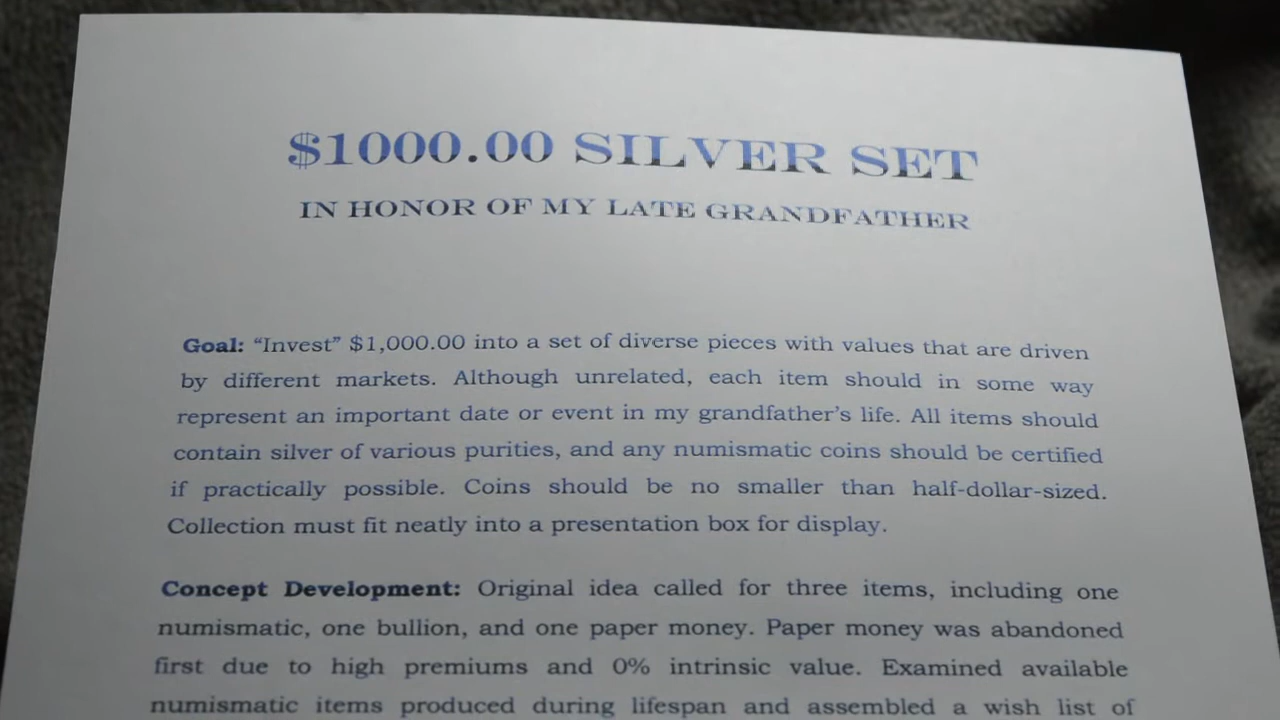 $1000.00 SILVER SET
IN HONOR OF MY LATE GRANDFATHER
Goal: “Invest” $1,000.00 into a set of diverse pieces with values that are driven
by different markets. Although unrelated, each item should in some way
represent an important date or event in my grandfather’s life. All items should
contain silver of various purities, and any numismatic coins should be certified
if practically possible. Coins should be no smaller than half-dollar-sized.
Collection must fit neatly into a presentation box for display.
Concept Development: Original idea called for three items, including one
numismatic, one bullion, and one paper money. Paper money was abandoned
first due to high premiums and 0% intrinsic value. Examined available
numismatic items produced during lifespan and assembled a wish list of